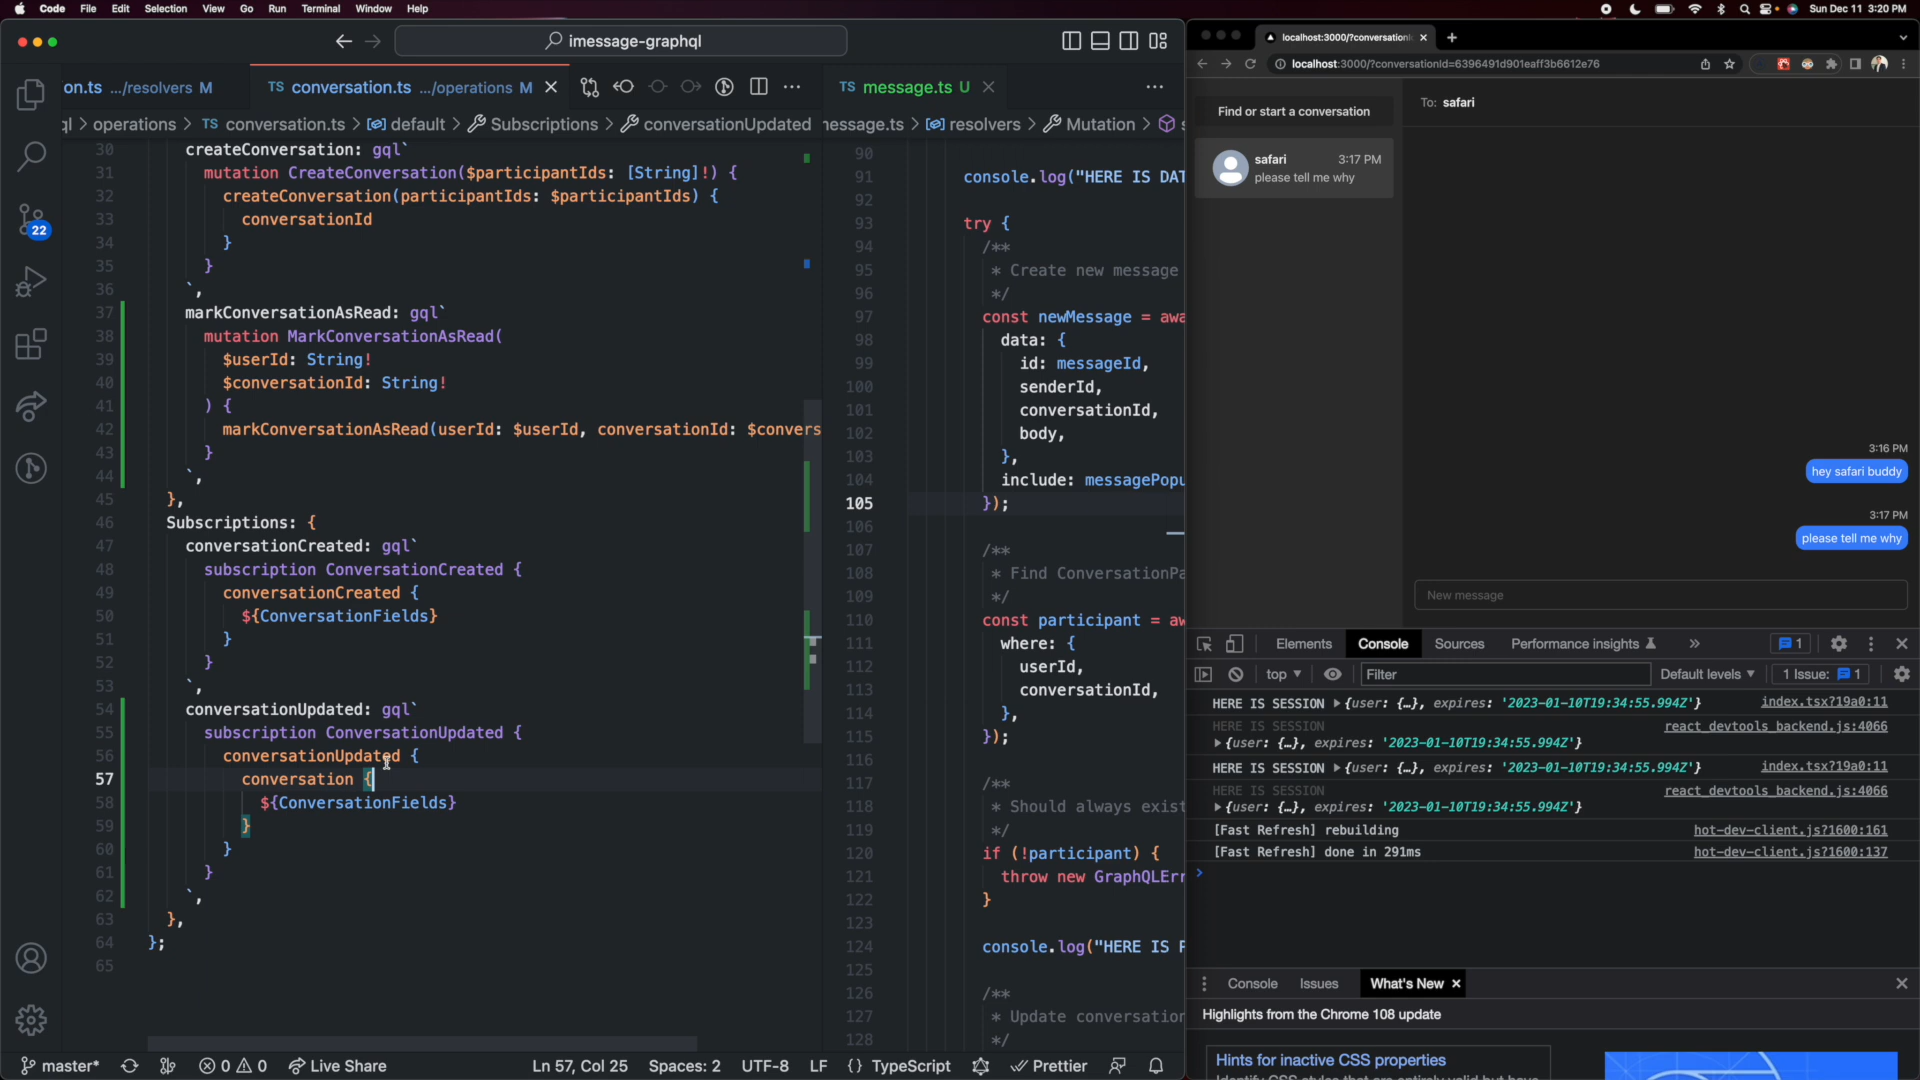 Code File Edit Selection View Go Run Terminal Window Help
Sun Dec 11 3:20 PM
imessage-graphql
on.ts .../resolvers M
TS conversation.ts .../operations M
TS message.ts U
ql > operations > TS conversation.ts > default > Subscriptions > conversationUpdated
nessage.ts > resolvers > Mutation > s
30 createConversation: gql`
31 mutation CreateConversation($participantIds: [String]!) {
32 createConversation(participantIds: $participantIds) {
33 conversationId
34 }
35 }
36 `,
37 markConversationAsRead: gql`
38 mutation MarkConversationAsRead(
39 $userId: String!
40 $conversationId: String!
41 ) {
42 markConversationAsRead(userId: $userId, conversationId: $convers
43 }
44 `,
45 },
46 Subscriptions: {
47 conversationCreated: gql`
48 subscription ConversationCreated {
49 conversationCreated {
50 ${ConversationFields}
51 }
52 }
53 `,
54 conversationUpdated: gql`
55 subscription ConversationUpdated {
56 conversationUpdated {
57 conversation {
58 ${ConversationFields}
59 }
60 }
61 }
62 `,
63 },
64 };
65
90
91 console.log("HERE IS DAT
92
93 try {
94 /**
95 * Create new message
96 */
97 const newMessage = awa
98 data: {
99 id: messageId,
100 senderId,
101 conversationId,
102 body,
103 },
104 include: messagePopu
105 });
106
107 /**
108 * Find ConversationPa
109 */
110 const participant = aw
111 where: {
112 userId,
113 conversationId,
114 },
115 });
116
117 /**
118 * Should always exist
119 */
120 if (!participant) {
121 throw new GraphQLErr
122 }
123
124 console.log("HERE IS P
125
126 /**
127 * Update conversation
128 */
22
master*
0 0
Live Share
Ln 57, Col 25
Spaces: 2
UTF-8
LF
{} TypeScript
Prettier
localhost:3000/?conversationI
localhost:3000/?conversationId=6396491d901eaff3b6612e76
Find or start a conversation
safari 3:17 PM
please tell me why
To: safari
3:16 PM
hey safari buddy
3:17 PM
please tell me why
New message
Elements Console Sources Performance insights 1
top Filter Default levels 1 Issue: 1
HERE IS SESSION {user: {…}, expires: '2023-01-10T19:34:55.994Z'} index.tsx?19a0:11
HERE IS SESSION react_devtools_backend.js:4066
{user: {…}, expires: '2023-01-10T19:34:55.994Z'}
HERE IS SESSION {user: {…}, expires: '2023-01-10T19:34:55.994Z'} index.tsx?19a0:11
HERE IS SESSION react_devtools_backend.js:4066
{user: {…}, expires: '2023-01-10T19:34:55.994Z'}
[Fast Refresh] rebuilding hot-dev-client.js?1600:161
[Fast Refresh] done in 291ms hot-dev-client.js?1600:137
Console Issues What's New
Highlights from the Chrome 108 update
Hints for inactive CSS properties